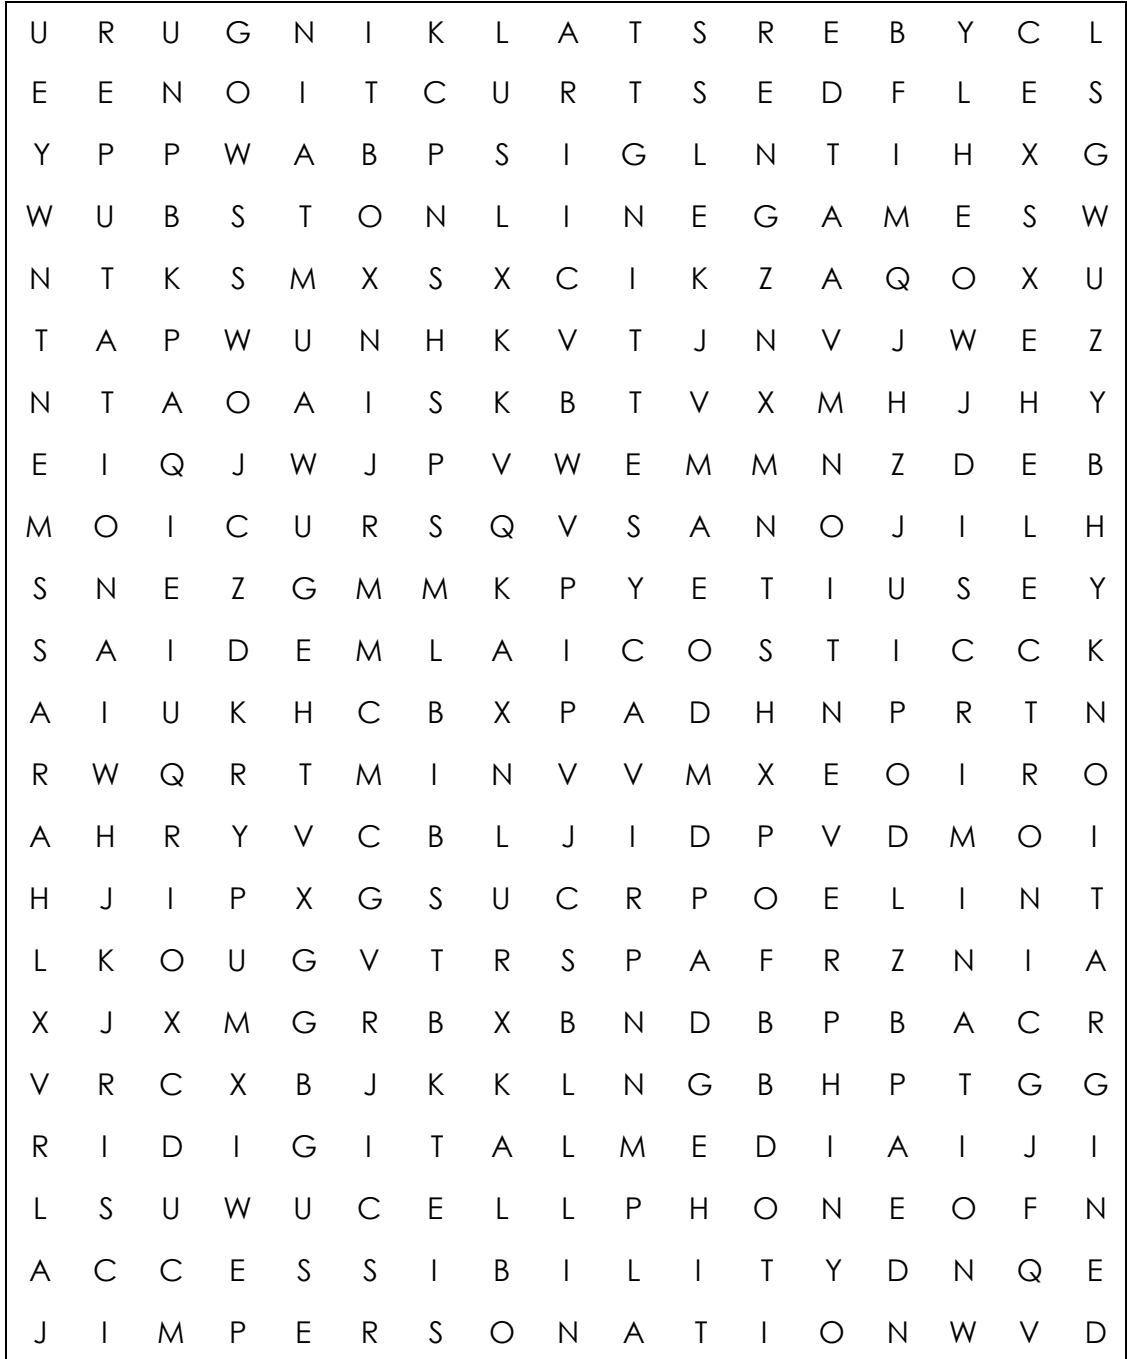 U R U G N I K L A T S R E B Y C L
E E N O I T C U R T S E D F L E S
Y P P W A B P S I G L N T I H X G
W U B S T O N L I N E G A M E S W
N T K S M X S X C I K Z A Q O X U
T A P W U N H K V T J N V J W E Z
N T A O A I S K B T V X M H J H Y
E I Q J W J P V W E M M N Z D E B
M O I C U R S Q V S A N O J I L H
S N E Z G M M K P Y E T I U S E Y
S A I D E M L A I C O S T I C C K
A I U K H C B X P A D H N P R T N
R W Q R T M I N V V M X E O I R O
A H R Y V C B L J I D P V D M O I
H J I P X G S U C R P O E L I N T
L K O U G V T R S P A F R Z N I A
X J X M G R B X B N D B P B A C R
V R C X B J K K L N G B H P T G G
R I D I G I T A L M E D I A I J I
L S U W U C E L L P H O N E O F N
A C C E S S I B I L I T Y D N Q E
J I M P E R S O N A T I O N W V D